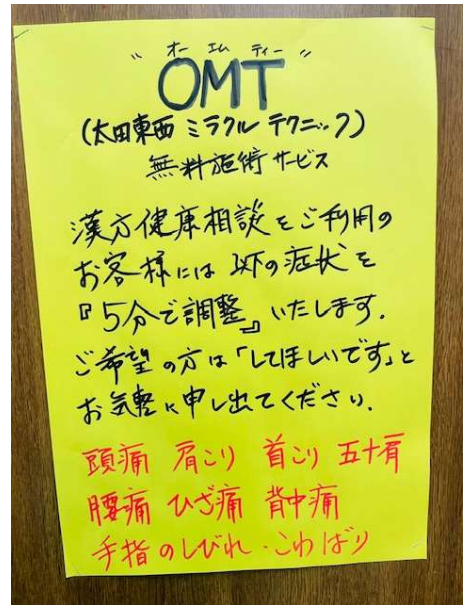 "オーエムティー"
OMT
(太田東西ミラクルテクニック)
無料施術サービス
漢方健康相談をご利用の
お客様には以下の症状を
『5分で調整』いたします.
ご希望の方は「してほしいです」と
お気軽に申し出てください.
頭痛 肩こり 首こり 五十肩
腰痛 ひざ痛 背中痛
手指のしびれ・こわばり